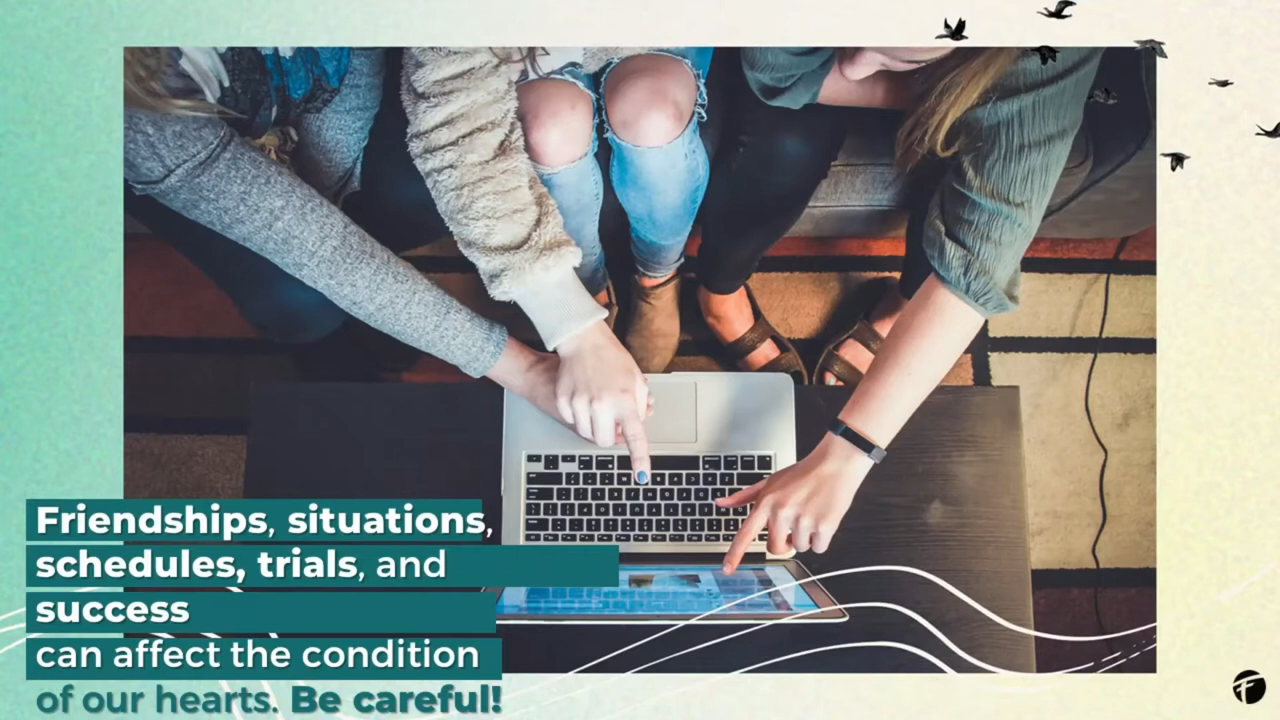 Friendships, situations,
schedules, trials, and
success
can affect the condition
of our hearts. Be careful!